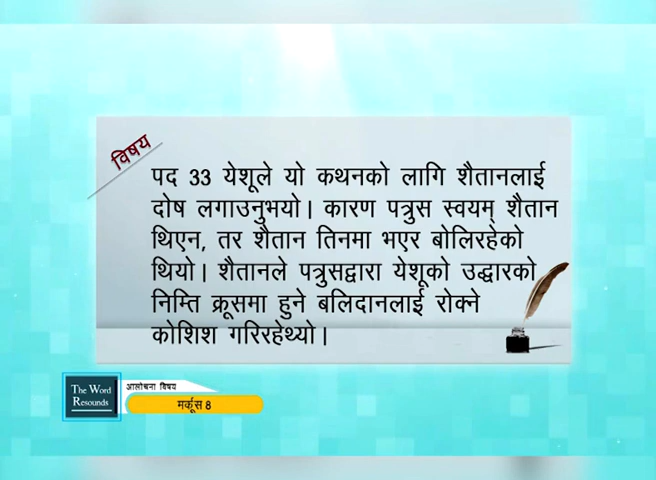 विषय
पद 33 येशूले यो कथनको लागि शैतानलाई
दोष लगाउनुभयो। कारण पत्रुस स्वयम् शैतान
थिएन, तर शैतान तिनमा भएर बोलिरहेको
थियो। शैतानले पत्रुसद्वारा येशूको उद्धारको
निम्ति क्रूसमा हुने बलिदानलाई रोक्ने
कोशिश गरिरहेथ्यो।
The Word
Resounds
आलोचना विषय
मर्कूस 8